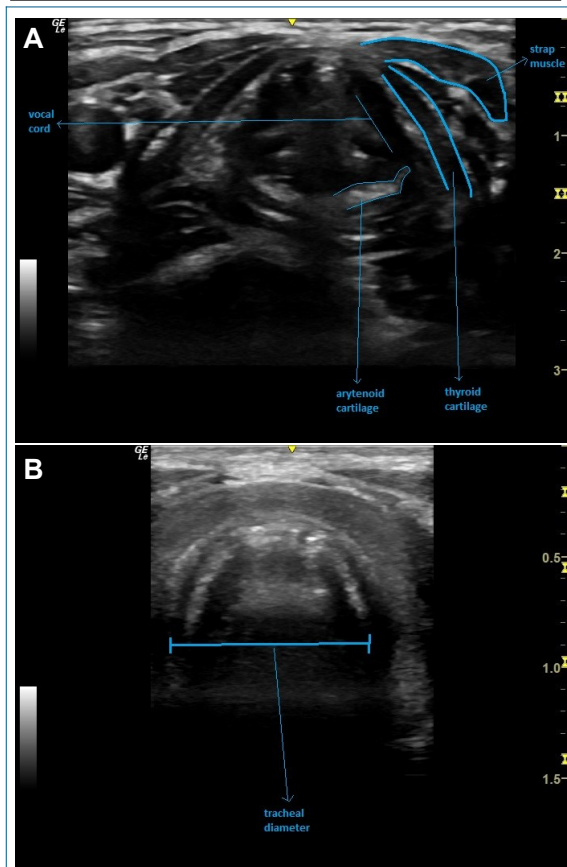 A
GE
Le
strap
muscle
vocal
cord
1
2
3
arytenoid
cartilage
thyroid
cartilage
B
GE
Le
0.5
1.0
1.5
tracheal
diameter